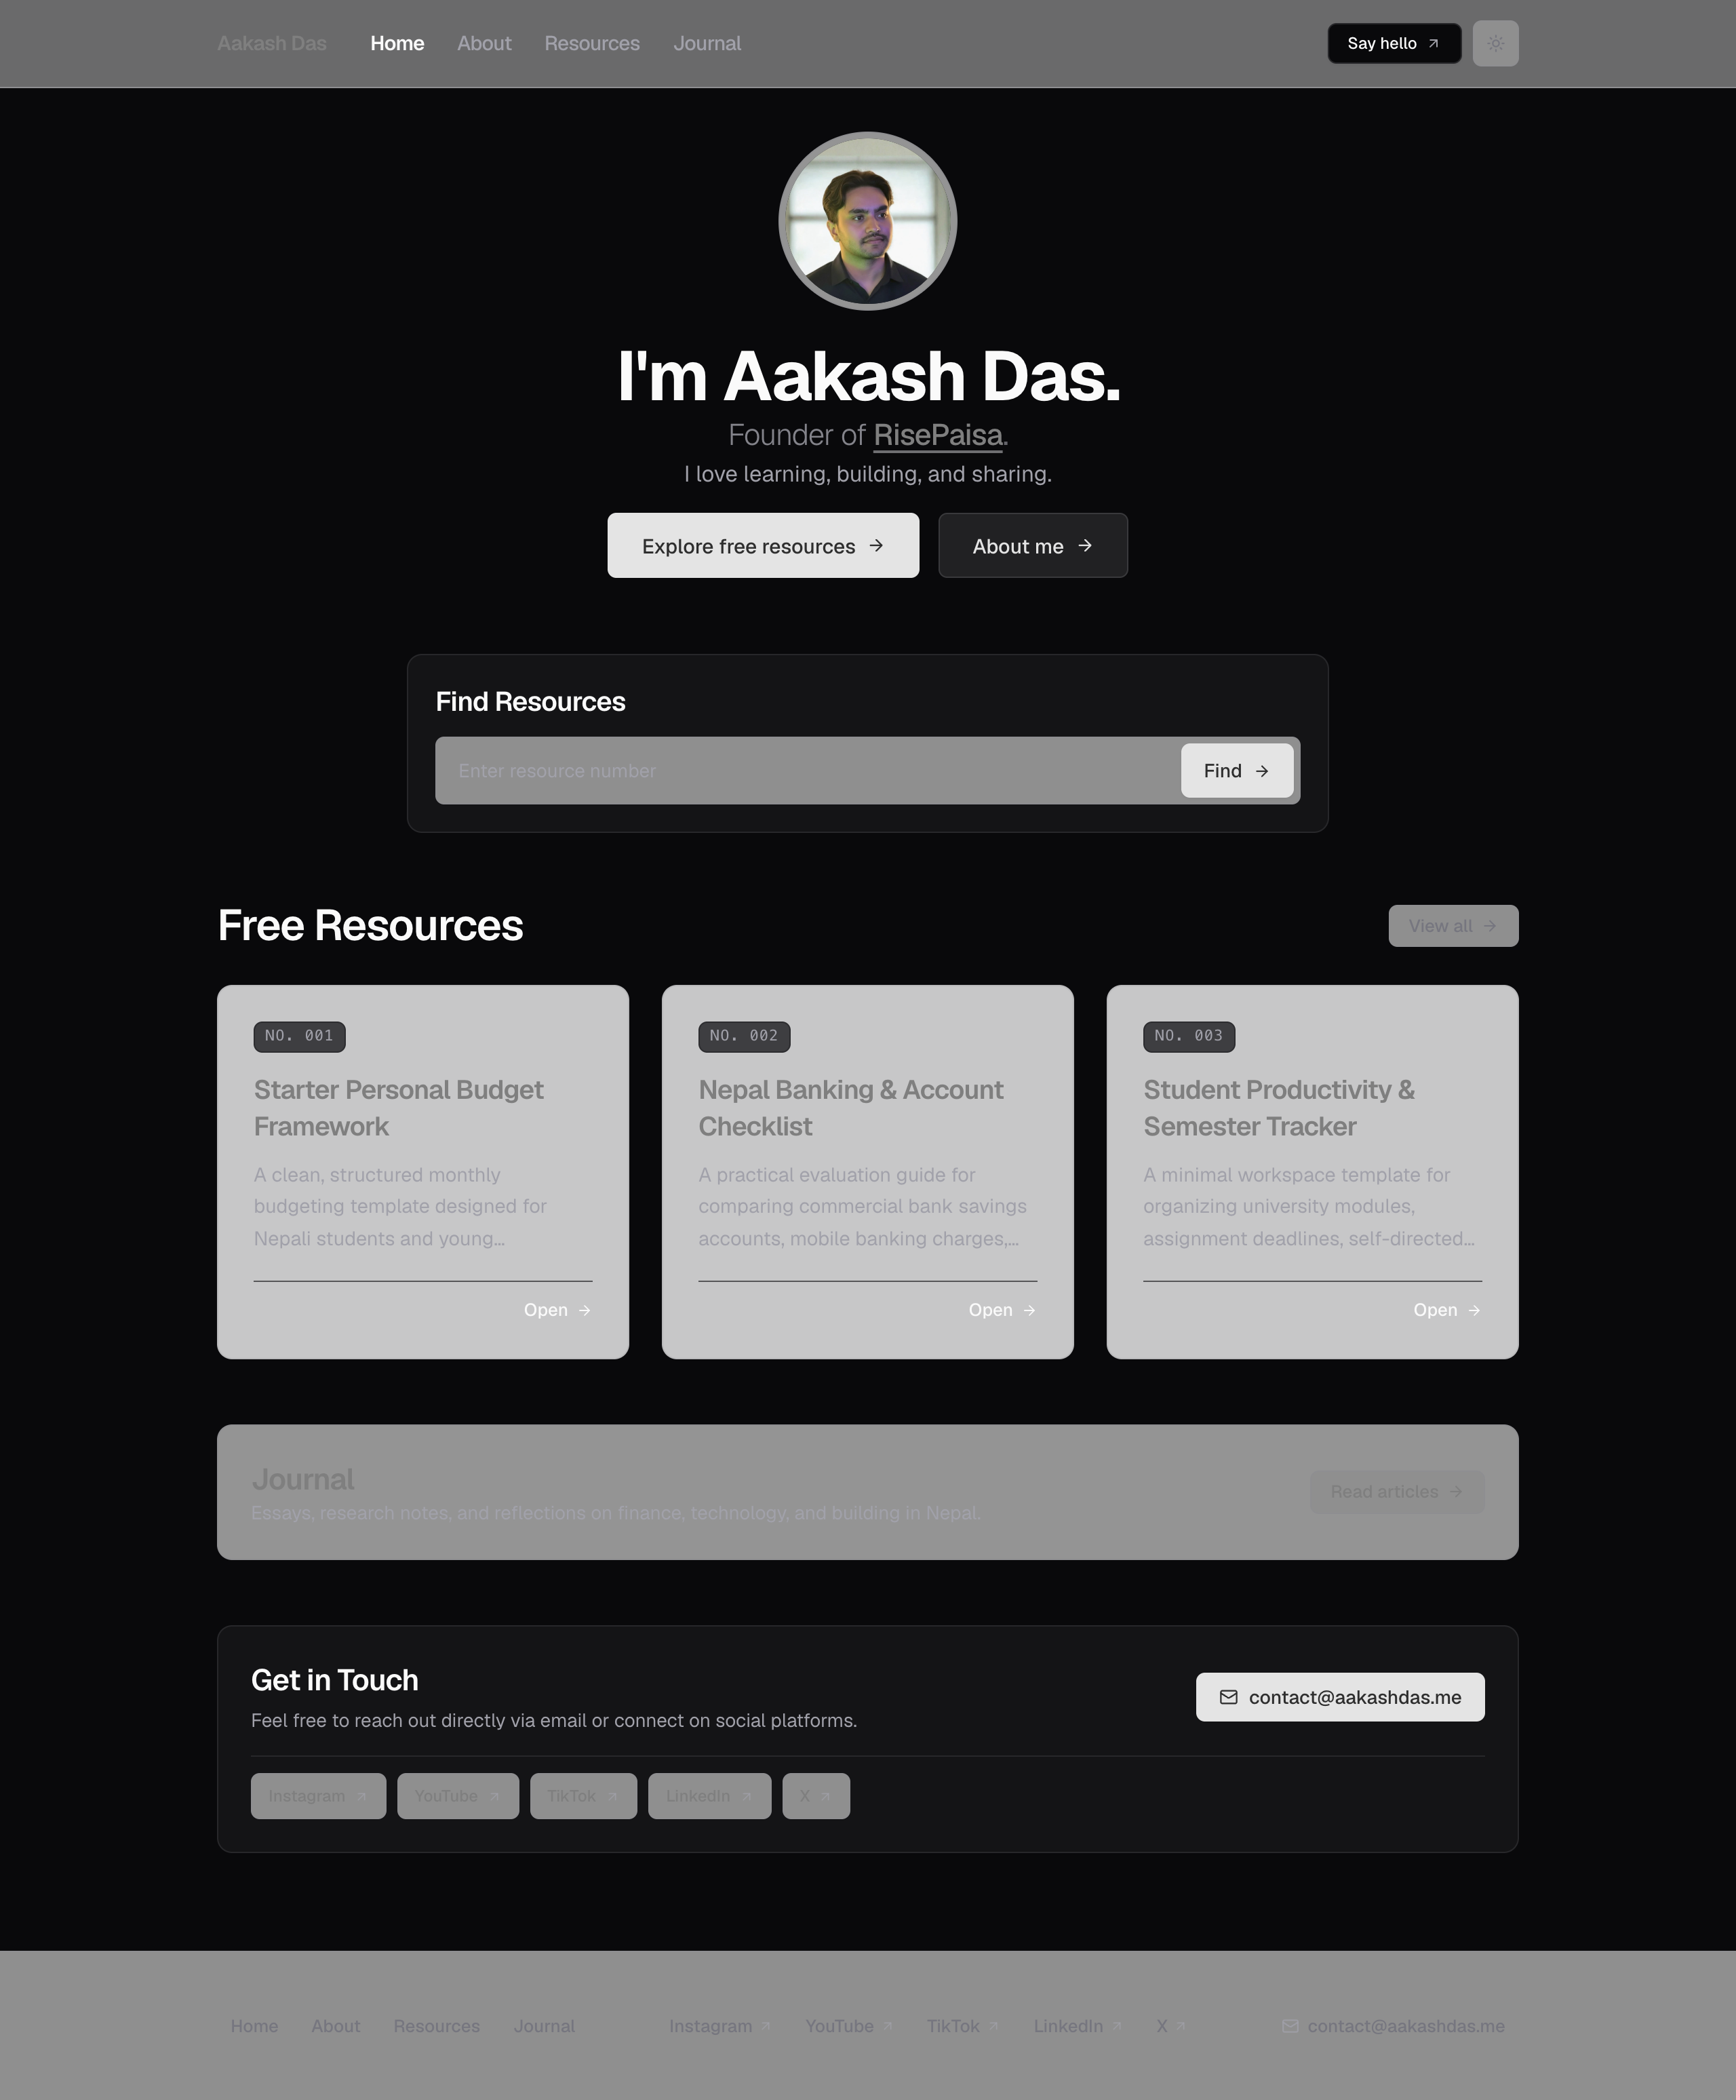 Aakash Das Home About Resources Journal Say hello
I'm Aakash Das.
Founder of RisePaisa.
I love learning, building, and sharing.
Explore free resources About me
Find Resources
Enter resource number Find
Free Resources View all
NO. 001
Starter Personal Budget
Framework
A clean, structured monthly
budgeting template designed for
Nepali students and young...
Open
NO. 002
Nepal Banking & Account
Checklist
A practical evaluation guide for
comparing commercial bank savings
accounts, mobile banking charges,...
Open
NO. 003
Student Productivity &
Semester Tracker
A minimal workspace template for
organizing university modules,
assignment deadlines, self-directed...
Open
Journal
Essays, research notes, and reflections on finance, technology, and building in Nepal.
Read articles
Get in Touch
Feel free to reach out directly via email or connect on social platforms.
contact@aakashdas.me
Instagram YouTube TikTok LinkedIn X
Home About Resources Journal Instagram YouTube TikTok LinkedIn X contact@aakashdas.me